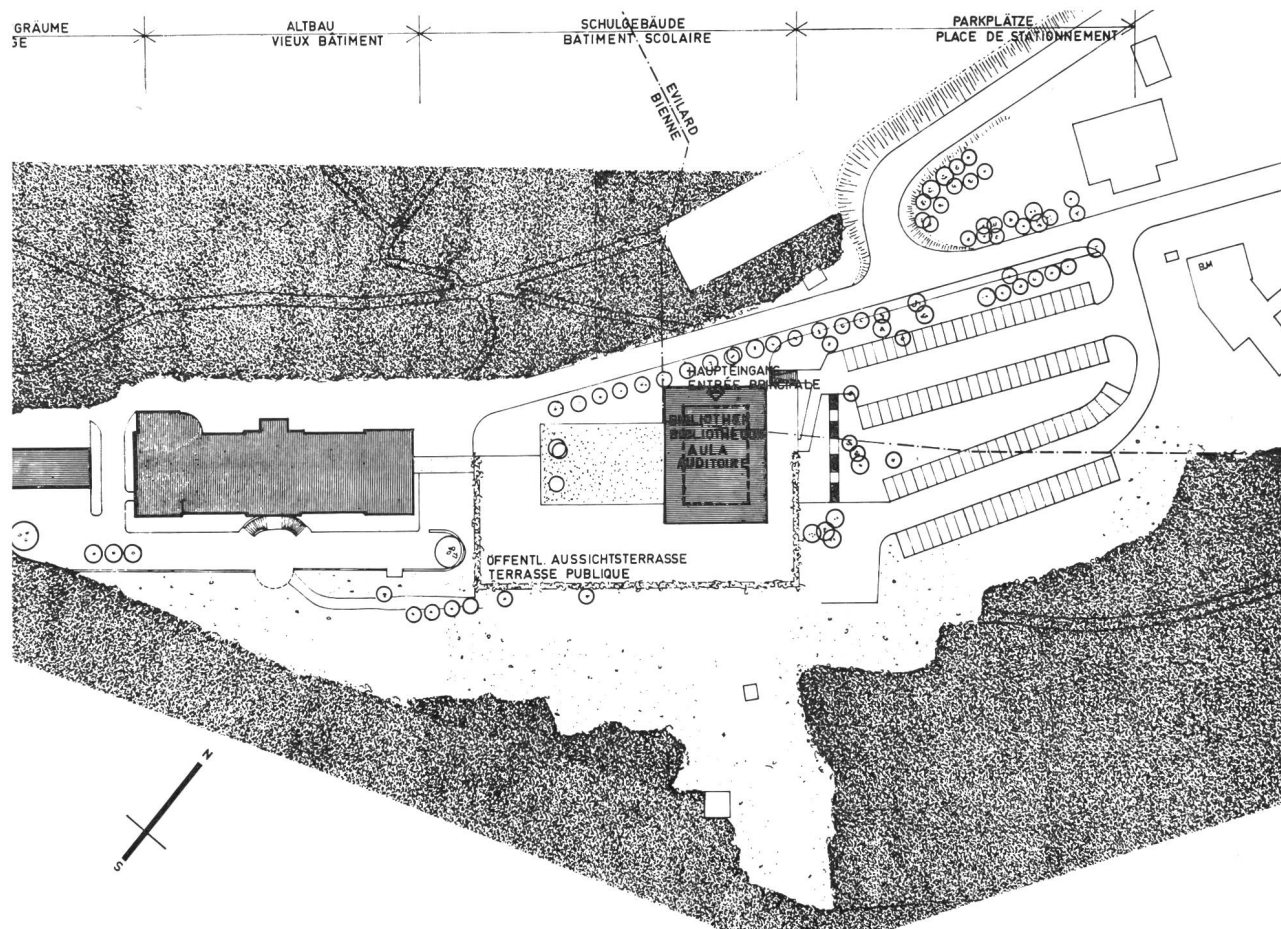 GRÄUME
GE
ALTBAU
VIEUX BÂTIMENT
SCHULGEBÄUDE
BATIMENT SCOLAIRE
PARKPLÄTZE
PLACE DE STATIONNEMENT
EVILARD
BIENNE
HAUPTEINGANG
ENTRÉE PRINCIPALE
BIBLIOTHEK
BIBLIOTHEQUE
AULA
AUDITOIRE
ÖFFENTL. AUSSICHTSTERRASSE
TERRASSE PUBLIQUE
N
S